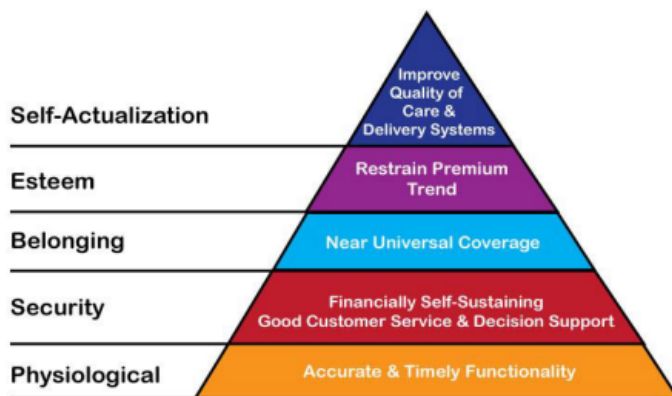 Improve
Quality of
Care &
Delivery Systems
Self-Actualization
Restrain Premium
Trend
Esteem
Near Universal Coverage
Belonging
Financially Self-Sustaining
Good Customer Service & Decision Support
Security
Accurate & Timely Functionality
Physiological